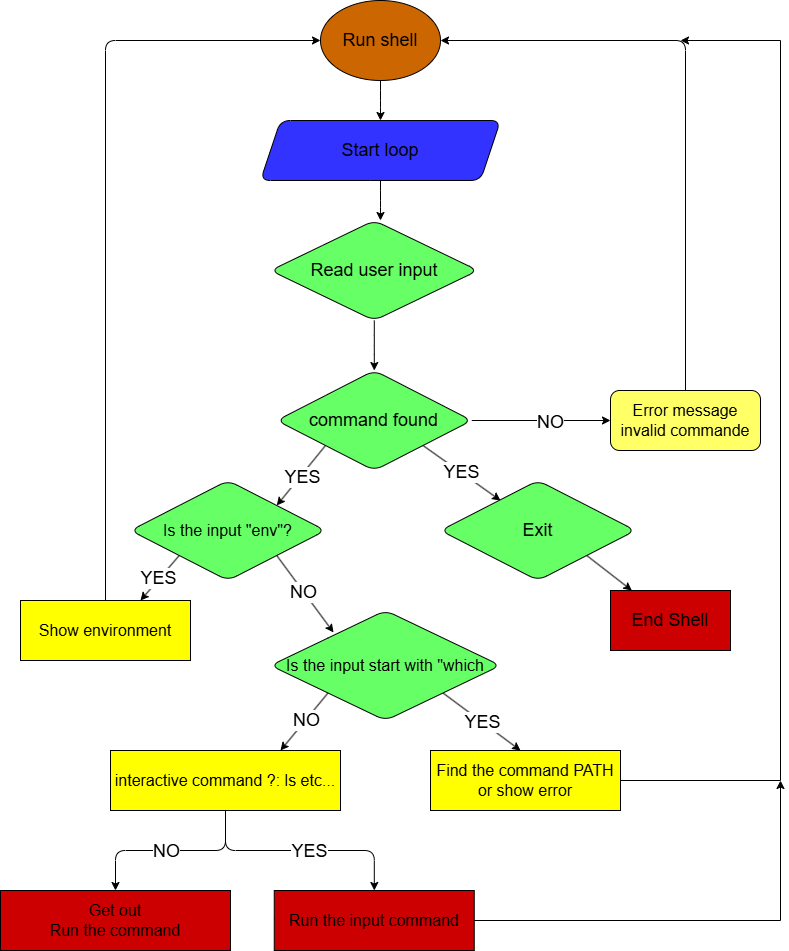 Run shell
Start loop
Read user input
command found
NO
Error message
invalid commande
YES
YES
Is the input "env"?
Exit
YES
NO
Show environment
End Shell
Is the input start with "which
NO
YES
interactive command ?: ls etc...
Find the command PATH
or show error
NO
YES
Get out
Run the command
Run the input command